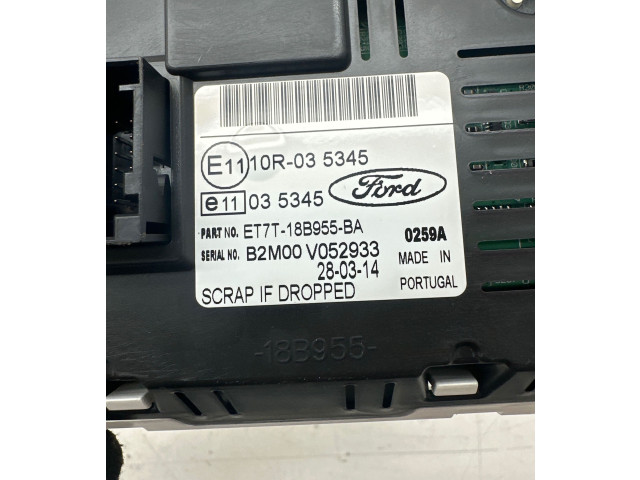 E11 10R-03 5345
e11 03 5345 Ford
PART NO. ET7T-18B955-BA 0259A
SERIAL NO. B2M00 V052933 MADE IN
28-03-14 PORTUGAL
SCRAP IF DROPPED
-18B955-